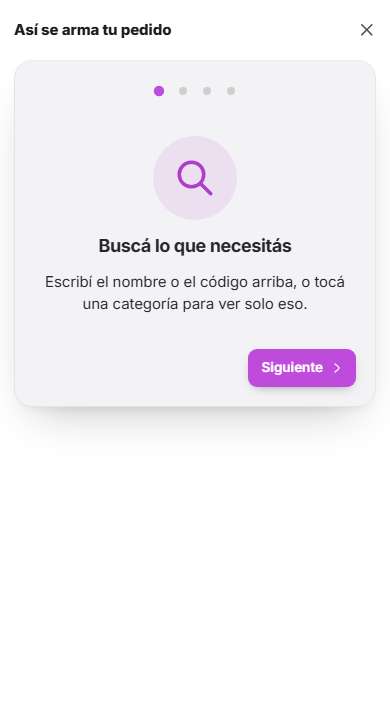 Así se arma tu pedido
Buscá lo que necesitás
Escribí el nombre o el código arriba, o tocá
una categoría para ver solo eso.
Siguiente